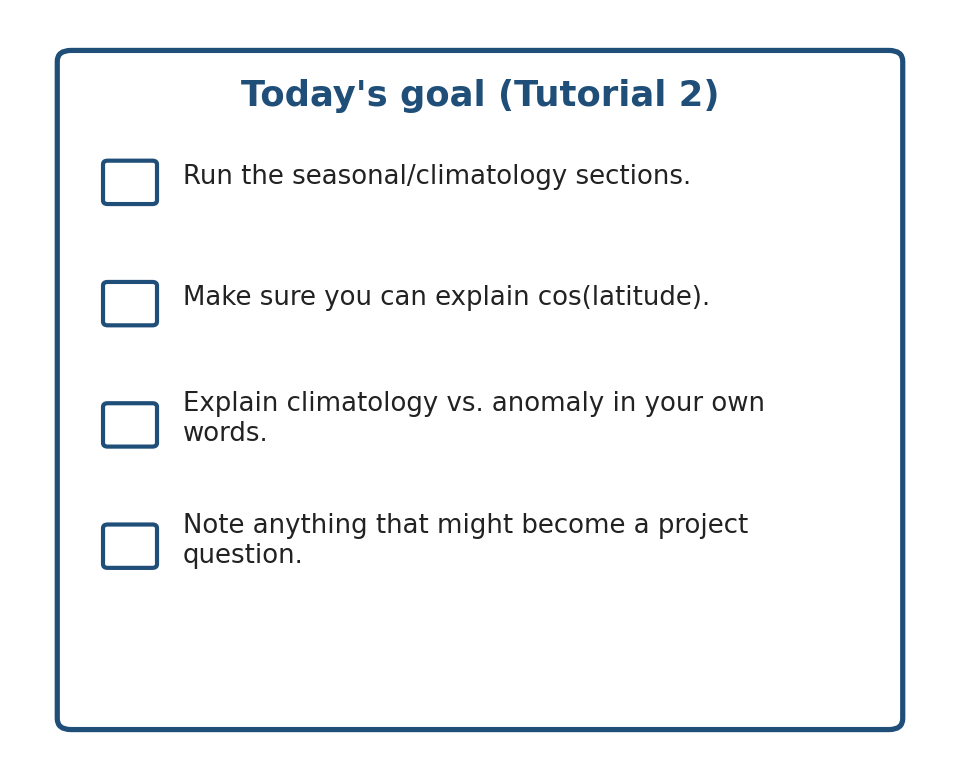 Today's goal (Tutorial 2)
Run the seasonal/climatology sections.
Make sure you can explain cos(latitude).
Explain climatology vs. anomaly in your own
words.
Note anything that might become a project
question.